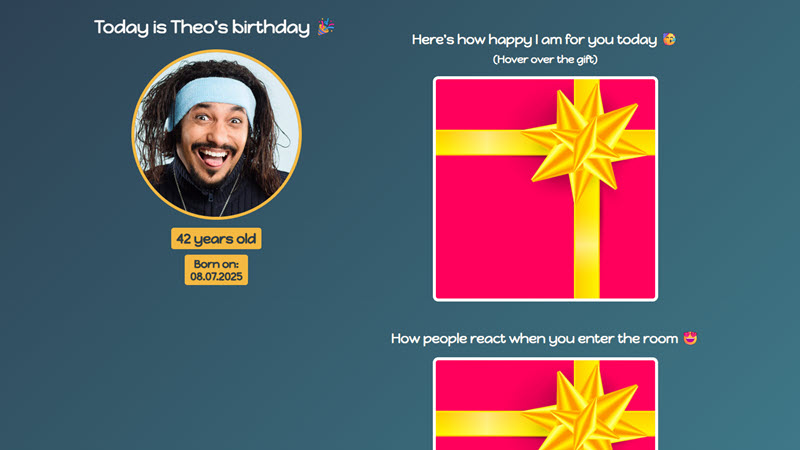 Today is Theo's birthday 🎉
42 years old
Born on:
08.07.2025
Here's how happy I am for you today 🥳
(Hover over the gift)
How people react when you enter the room 🤩